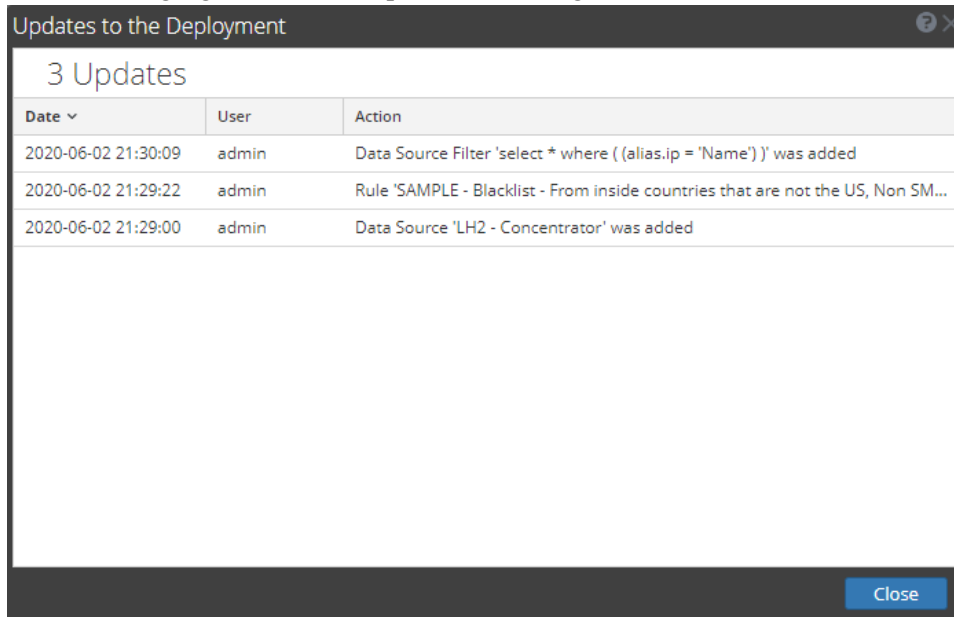 Updates to the Deployment
3 Updates
Date User Action
2020-06-02 21:30:09 admin Data Source Filter 'select * where ( (alias.ip = 'Name') )' was added
2020-06-02 21:29:22 admin Rule 'SAMPLE - Blacklist - From inside countries that are not the US, Non SM...
2020-06-02 21:29:00 admin Data Source 'LH2 - Concentrator' was added
Close